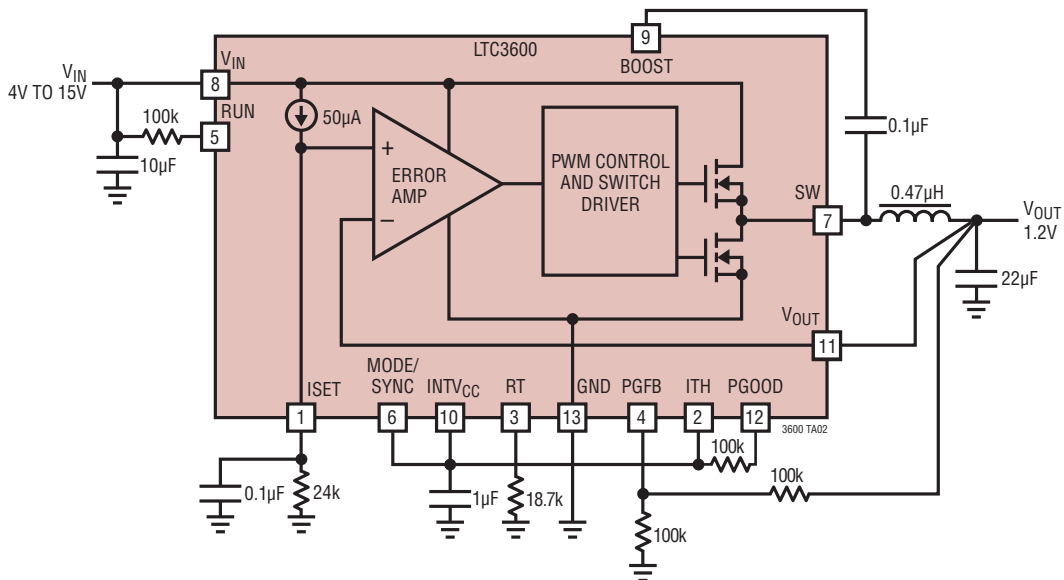 LTC3600
9
BOOST
VIN
4V TO 15V
VIN
8
RUN
5
100k
10µF
50µA
+
–
ERROR
AMP
PWM CONTROL
AND SWITCH
DRIVER
0.1µF
SW
7
0.47µH
VOUT
1.2V
22µF
VOUT
11
ISET
1
MODE/
SYNC
6
INTVCC
10
RT
3
GND
13
PGFB
4
ITH
2
PGOOD
12
3600 TA02
100k
0.1µF
24k
1µF
18.7k
100k
100k